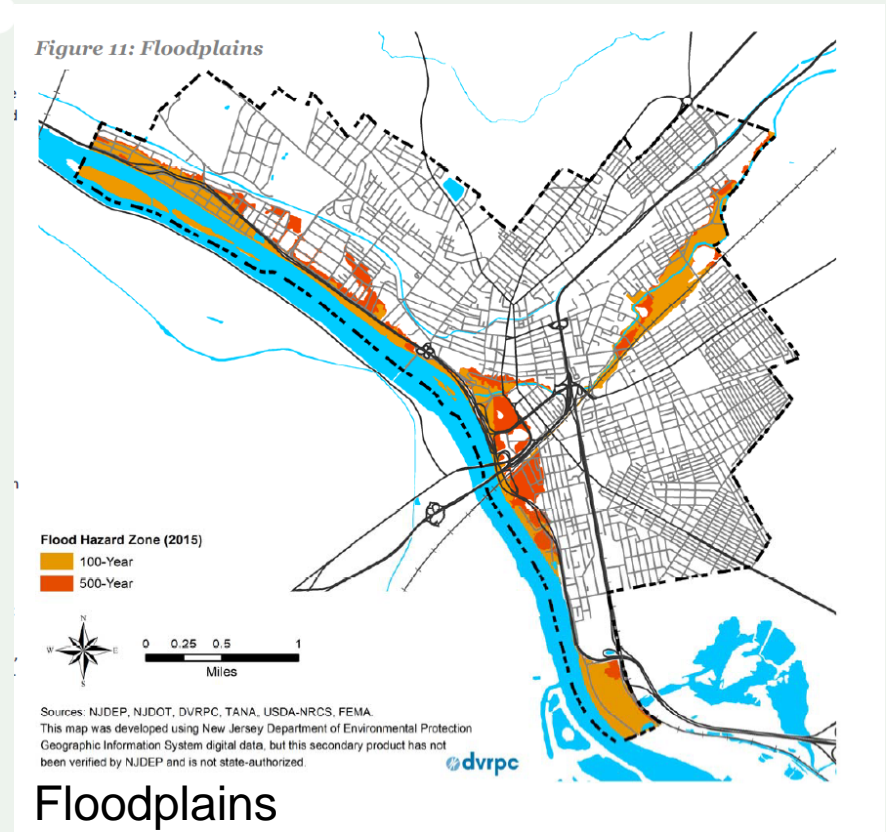 Figure 11: Floodplains
Flood Hazard Zone (2015)
100-Year
500-Year
N
W
E
S
0 0.25 0.5 1
Miles
Sources: NJDEP, NJDOT, DVRPC, TANA, USDA-NRCS, FEMA.
This map was developed using New Jersey Department of Environmental Protection
Geographic Information System digital data, but this secondary product has not
been verified by NJDEP and is not state-authorized.
dvrpc
Floodplains